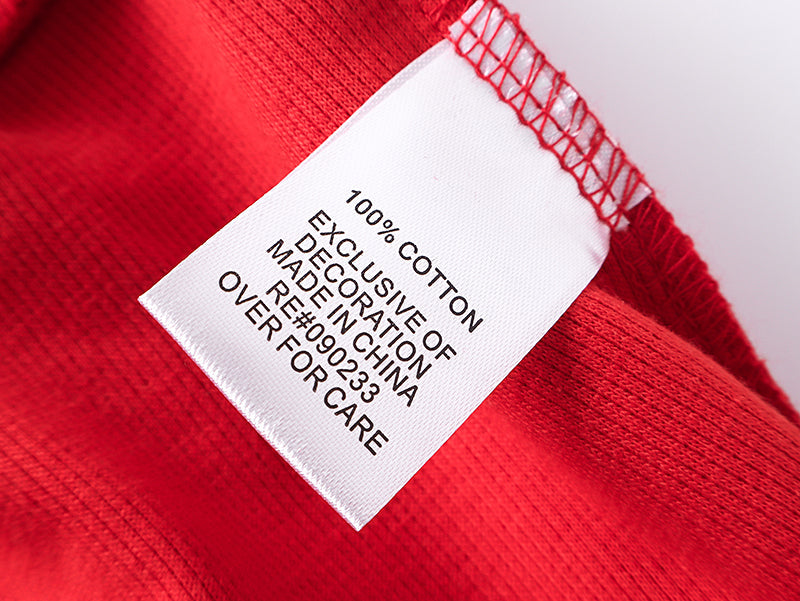 100% COTTON
EXCLUSIVE OF
DECORATION
MADE IN CHINA
RE#090233
OVER FOR CARE